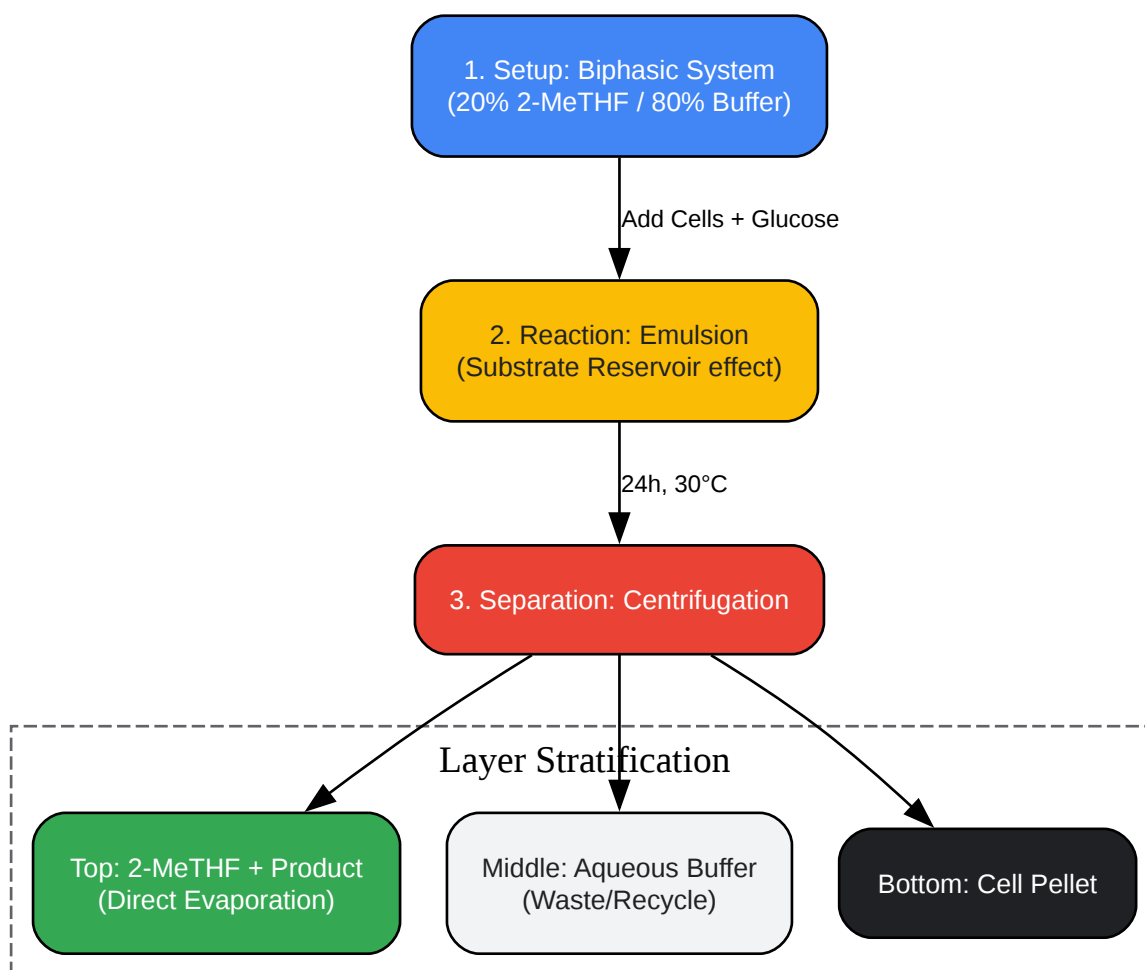 1. Setup: Biphasic System
(20% 2-MeTHF / 80% Buffer)
Add Cells + Glucose
2. Reaction: Emulsion
(Substrate Reservoir effect)
24h, 30°C
3. Separation: Centrifugation
Layer Stratification
Top: 2-MeTHF + Product
(Direct Evaporation)
Middle: Aqueous Buffer
(Waste/Recycle)
Bottom: Cell Pellet